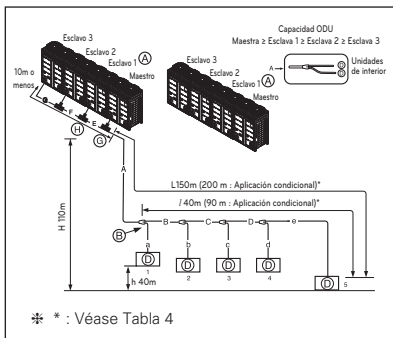 Esclavo 3
Esclavo 2
Esclavo 1 Ⓐ
Maestro
10m o
menos
Esclavo 3
Esclavo 2
Esclavo 1 Ⓐ
Maestro
Capacidad ODU
Maestra ≥ Esclava 1 ≥ Esclava 2 ≥ Esclava 3
A
Unidades
de interior
F
E
Ⓗ
Ⓖ
A
L150m (200 m : Aplicación condicional)*
l 40m (90 m : Aplicación condicional)*
H 110m
B
C
D
e
Ⓑ
a
b
c
d
Ⓓ
Ⓓ
Ⓓ
Ⓓ
Ⓓ
1
2
3
4
5
h 40m
※ * : Véase Tabla 4